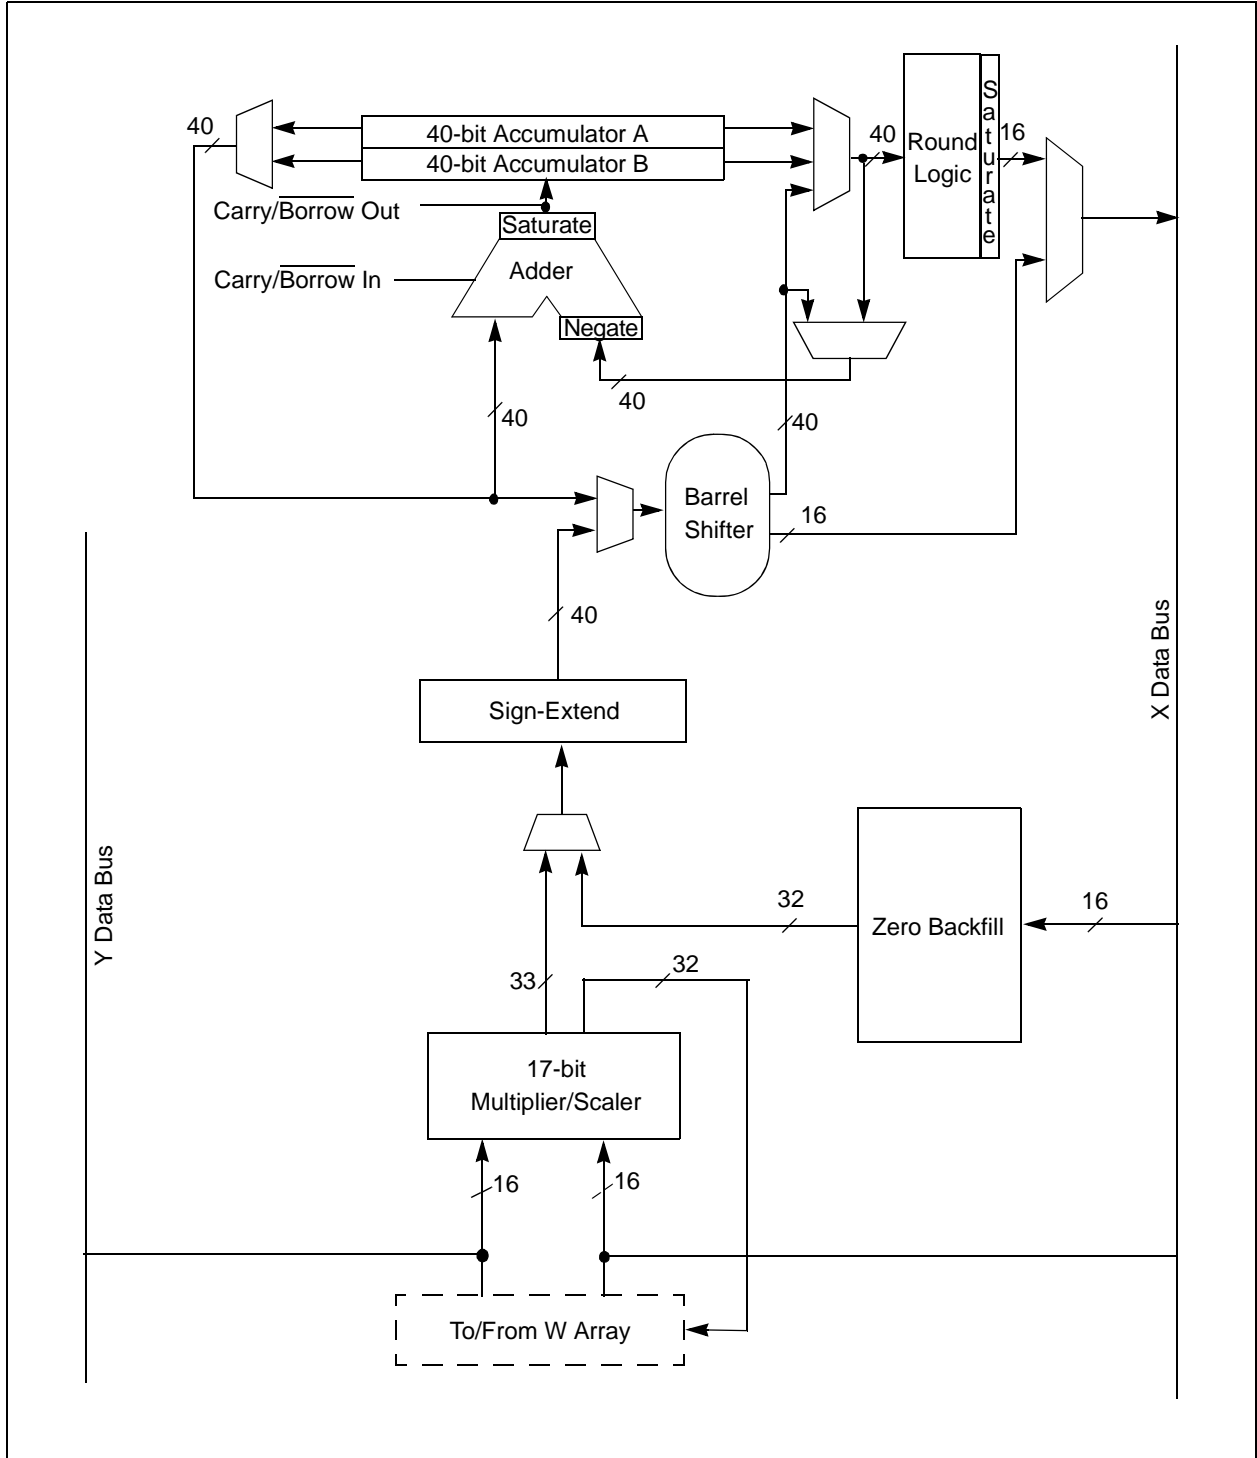 40
40-bit Accumulator A
40-bit Accumulator B
40
Round
Logic
Saturate
16
Carry/Borrow Out
Saturate
Carry/Borrow In
Adder
Negate
40
40
40
Barrel
Shifter
16
40
X Data Bus
Sign-Extend
Y Data Bus
32
Zero Backfill
16
33
32
17-bit
Multiplier/Scaler
16
16
To/From W Array